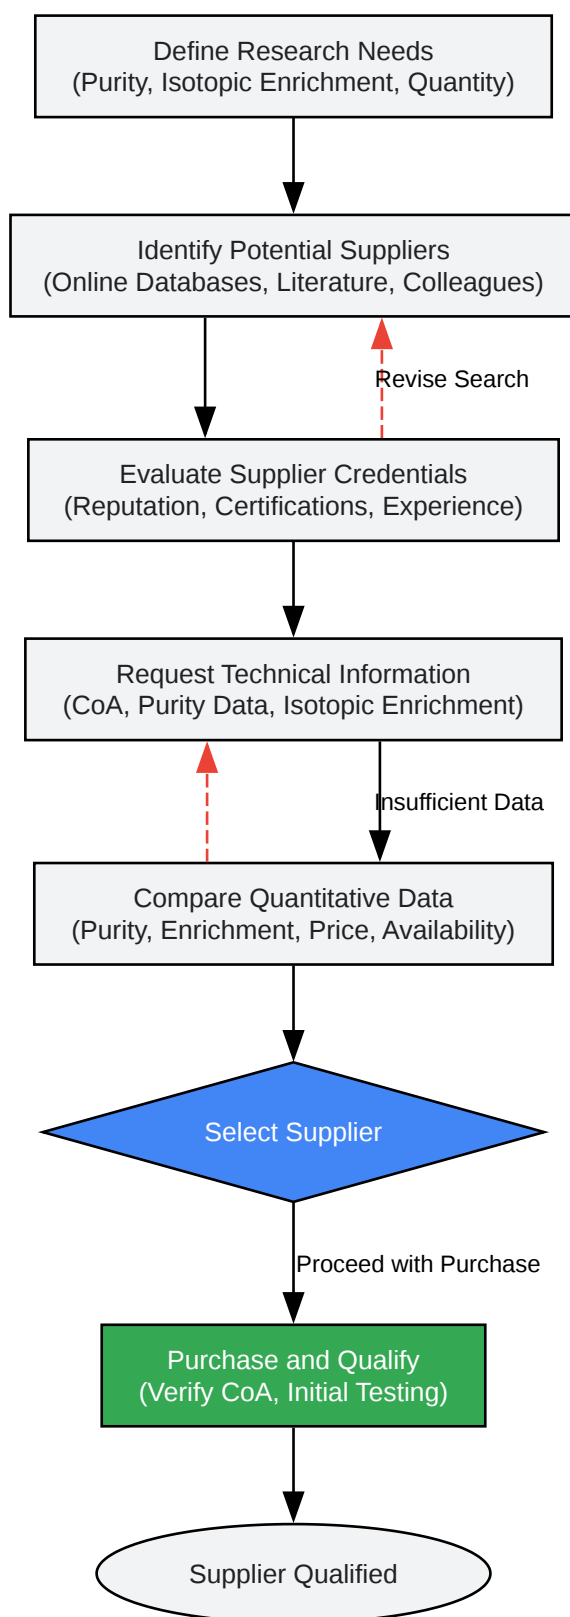 Define Research Needs
(Purity, Isotopic Enrichment, Quantity)
Identify Potential Suppliers
(Online Databases, Literature, Colleagues)
Revise Search
Evaluate Supplier Credentials
(Reputation, Certifications, Experience)
Request Technical Information
(CoA, Purity Data, Isotopic Enrichment)
Insufficient Data
Compare Quantitative Data
(Purity, Enrichment, Price, Availability)
Select Supplier
Proceed with Purchase
Purchase and Qualify
(Verify CoA, Initial Testing)
Supplier Qualified